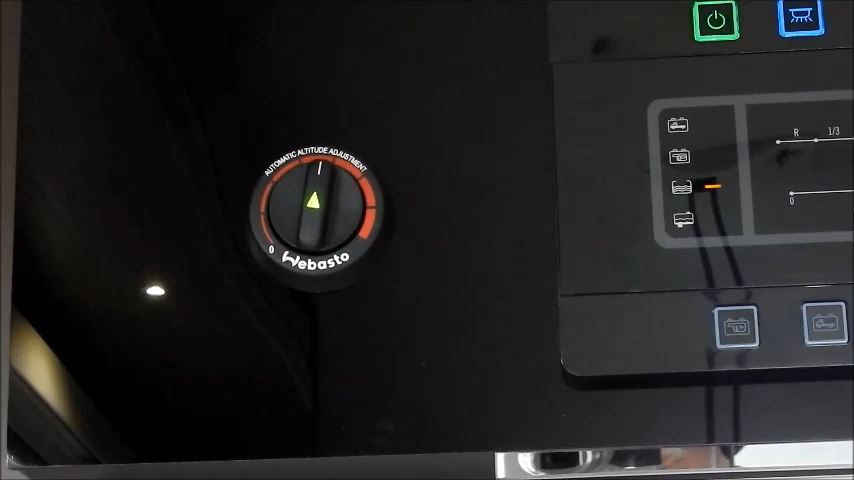 AUTOMATIC ALTITUDE ADJUSTMENT
0
Webasto
R 1/3
0